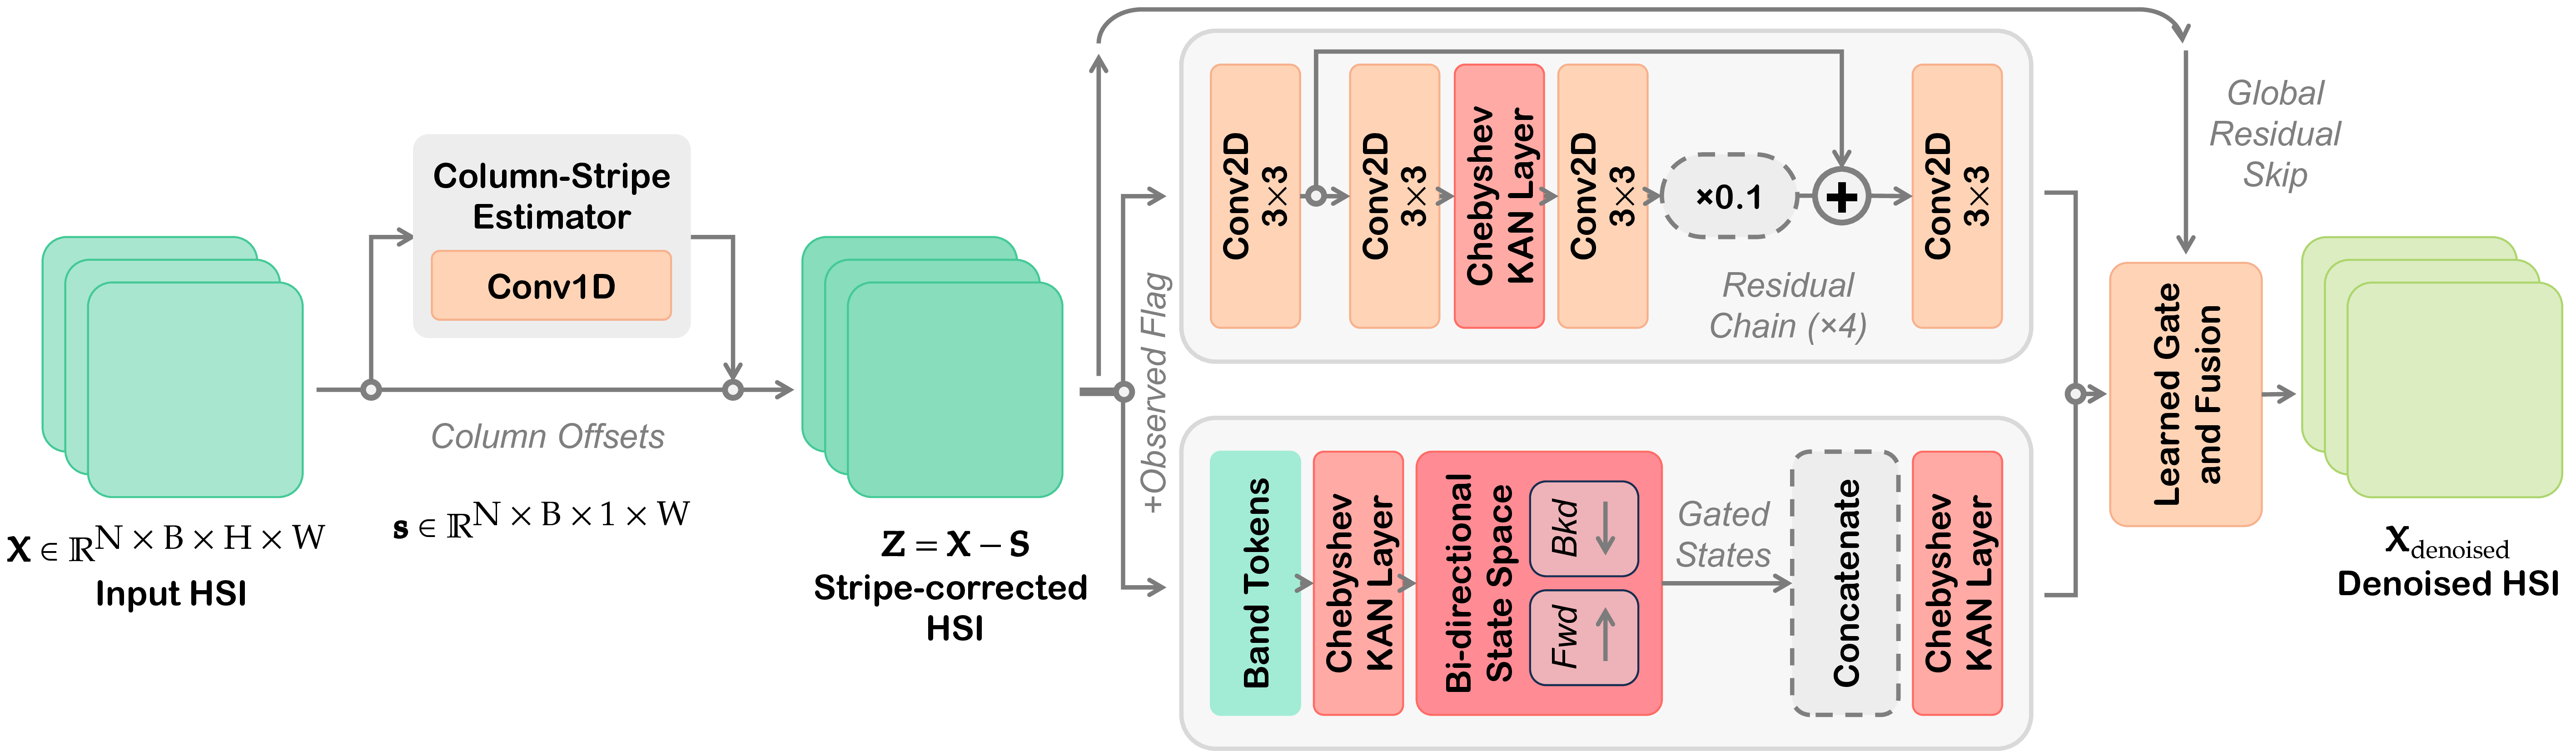 X ∈ ℝ^{N × B × H × W}
Input HSI
Column-Stripe
Estimator
Conv1D
Column Offsets
s ∈ ℝ^{N × B × 1 × W}
Z = X − S
Stripe-corrected
HSI
+Observed Flag
Conv2D
3×3
Conv2D
3×3
Chebyshev
KAN Layer
Conv2D
3×3
×0.1
+
Residual
Chain (×4)
Conv2D
3×3
Band Tokens
Chebyshev
KAN Layer
Bi-directional
State Space
Bkd
Fwd
Gated
States
Concatenate
Chebyshev
KAN Layer
Global
Residual
Skip
Learned Gate
and Fusion
X_{denoised}
Denoised HSI